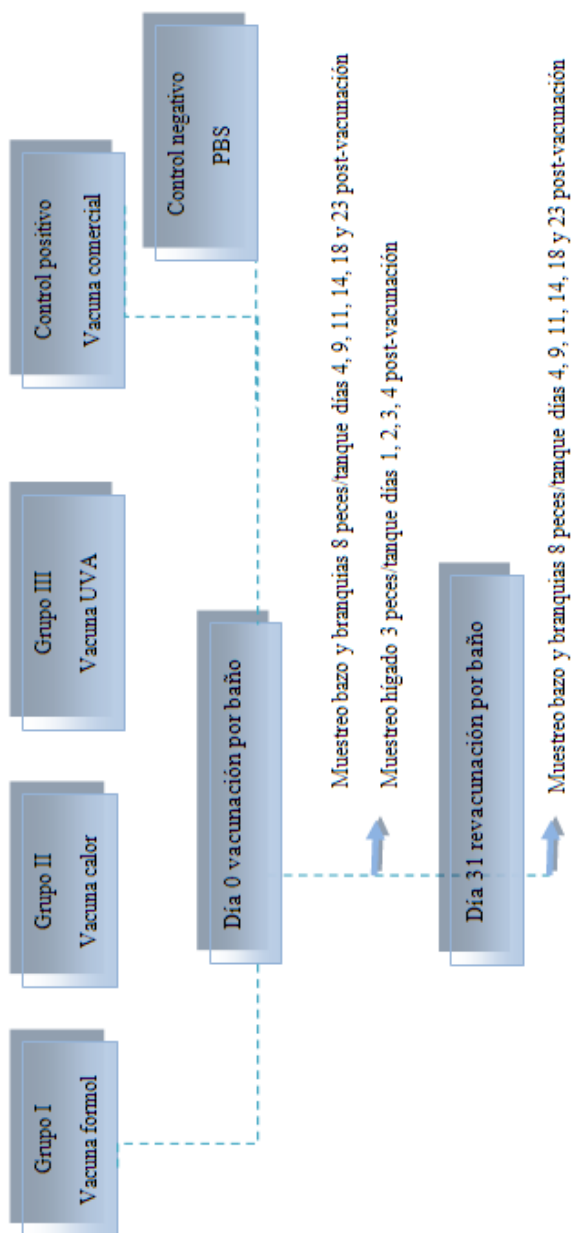 Grupo I
Vacuna formol
Grupo II
Vacuna calor
Grupo III
Vacuna UVA
Control positivo
Vacuna comercial
Control negativo
PBS
Día 0 vacunación por baño
Muestreo bazo y branquias 8 peces/tanque días 4, 9, 11, 14, 18 y 23 post-vacunación
Muestreo hígado 3 peces/tanque días 1, 2, 3, 4 post-vacunación
Día 31 revacunación por baño
Muestreo bazo y branquias 8 peces/tanque días 4, 9, 11, 14, 18 y 23 post-vacunación